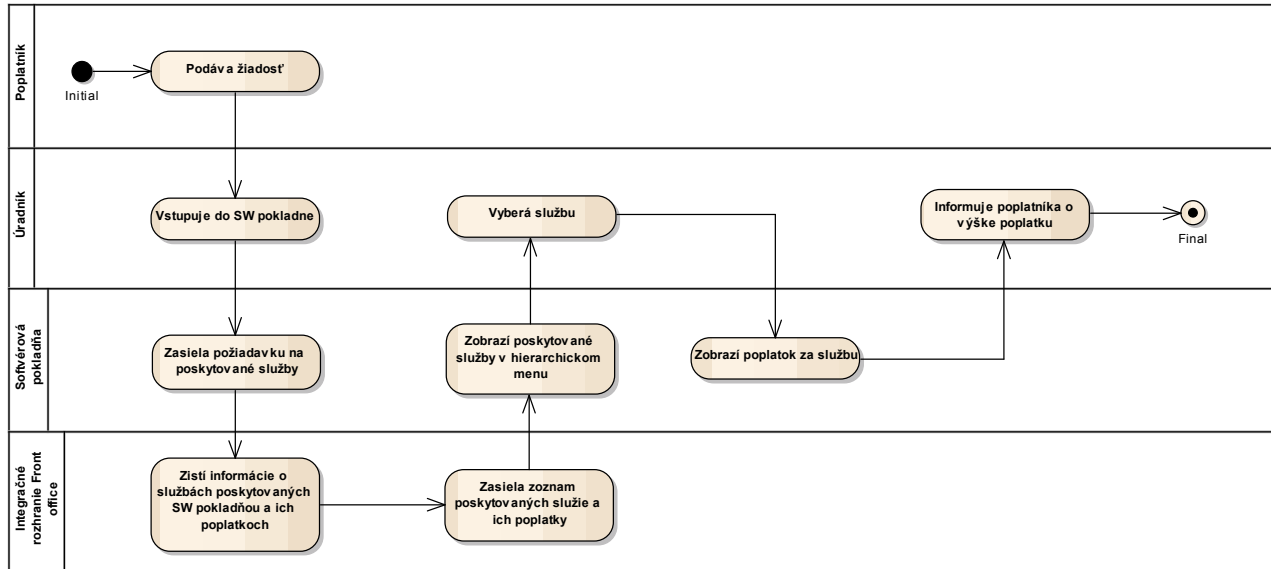 Poplatník
Initial
Podáva žiadosť
Úradník
Vstupuje do SW pokladne
Vyberá službu
Informuje poplatníka o
výške poplatku
Final
Softvérová
pokladňa
Zasiela požiadavku na
poskytované služby
Zobrazí poskytované
služby v hierarchickom
menu
Zobrazí poplatok za službu
Integračné
rozhranie Front
office
Zistí informácie o
službách poskytovaných
SW pokladňou a ich
poplatkoch
Zasiela zoznam
poskytovaných služie a
ich poplatky